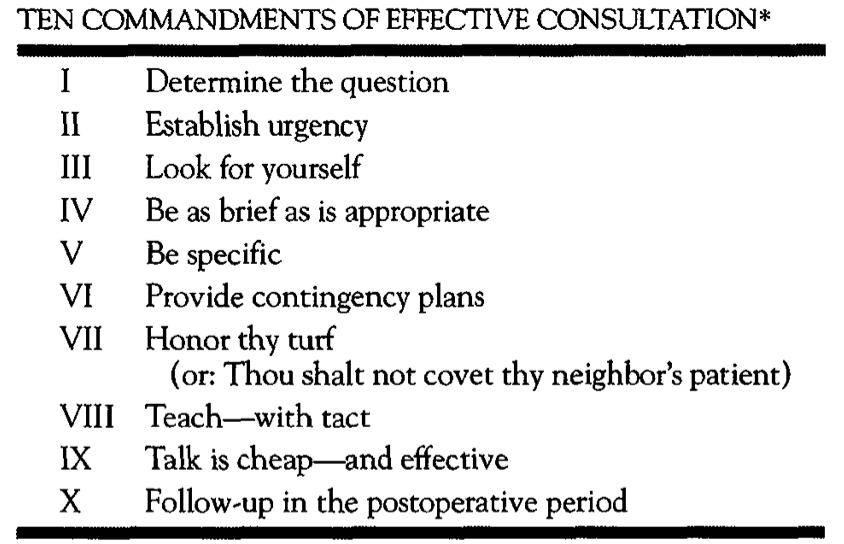 TEN COMMANDMENTS OF EFFECTIVE CONSULTATION*
I Determine the question
II Establish urgency
III Look for yourself
IV Be as brief as is appropriate
V Be specific
VI Provide contingency plans
VII Honor thy turf
(or: Thou shalt not covet thy neighbor's patient)
VIII Teach—with tact
IX Talk is cheap—and effective
X Follow-up in the postoperative period